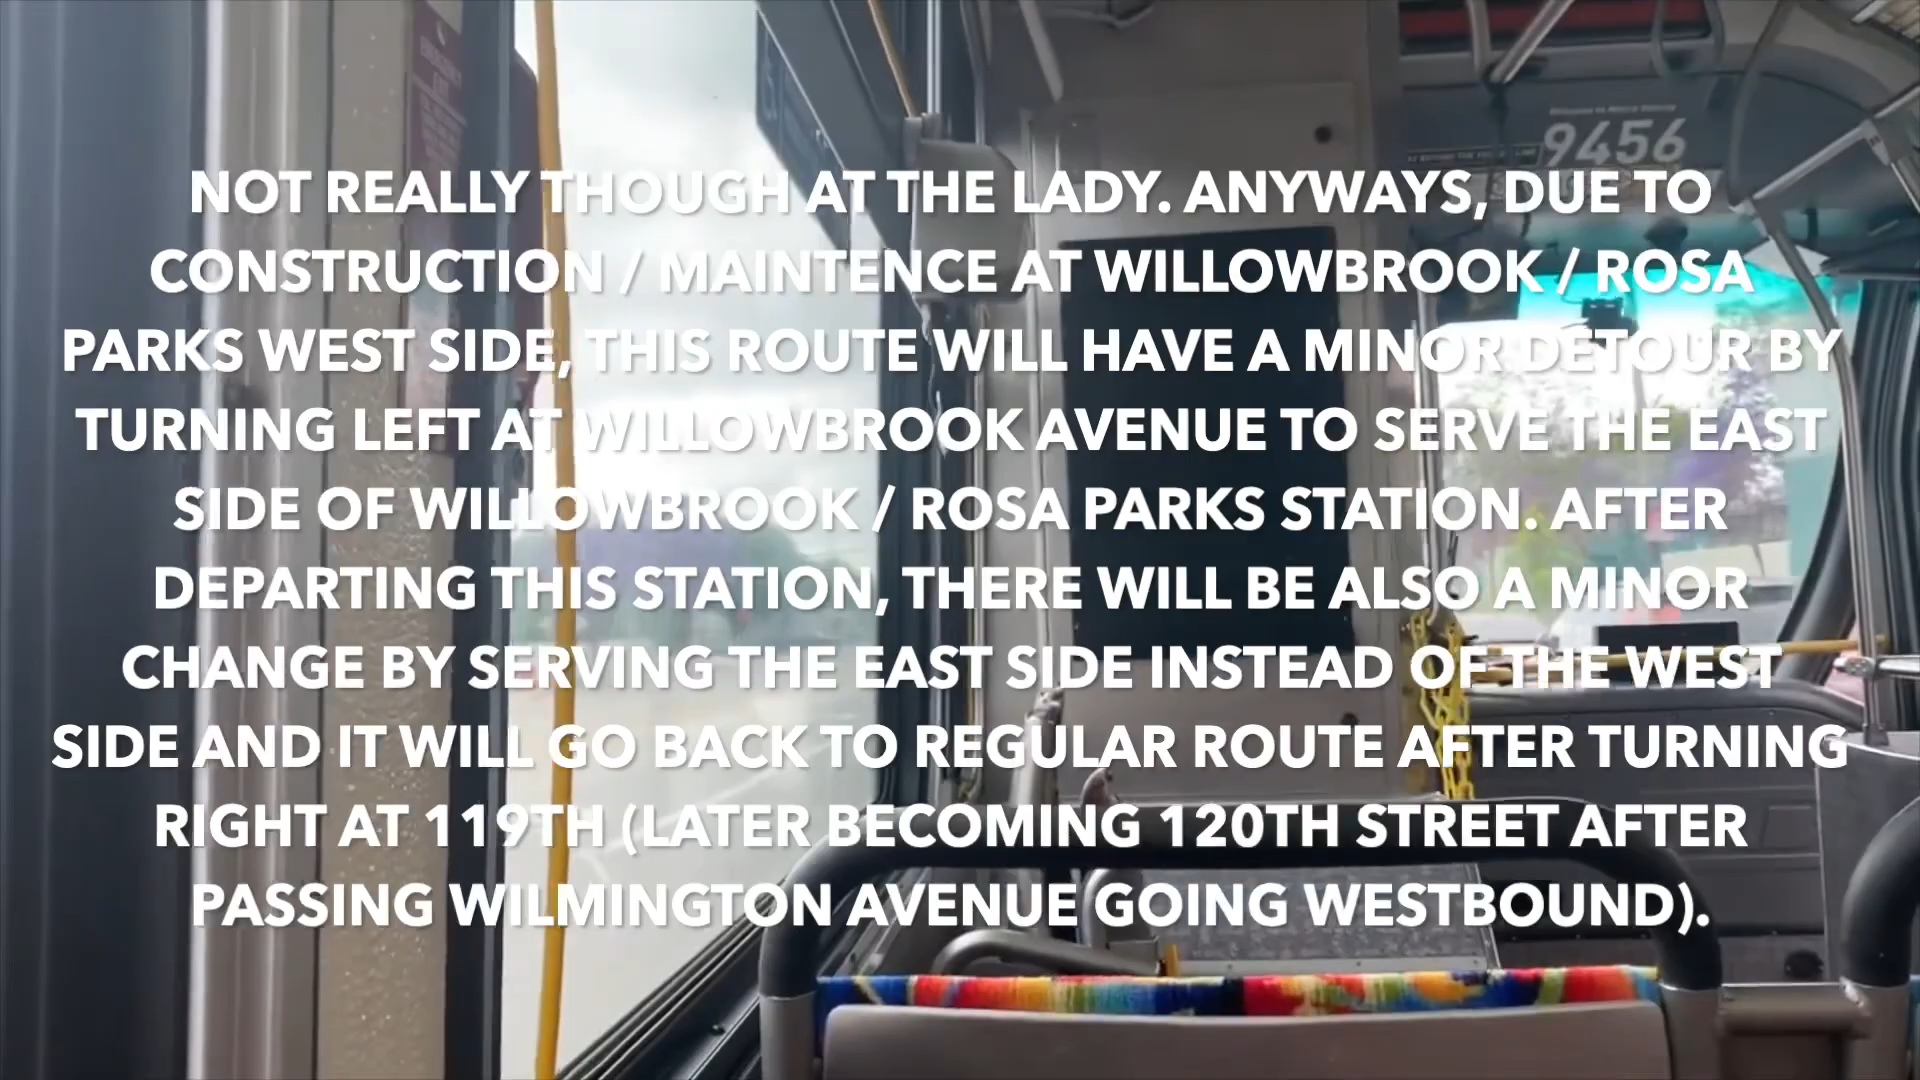 EMERGENCY
EXIT
9456
NOT REALLY THOUGH AT THE LADY. ANYWAYS, DUE TO
CONSTRUCTION / MAINTENCE AT WILLOWBROOK / ROSA
PARKS WEST SIDE, THIS ROUTE WILL HAVE A MINOR DETOUR BY
TURNING LEFT AT WILLOWBROOK AVENUE TO SERVE THE EAST
SIDE OF WILLOWBROOK / ROSA PARKS STATION. AFTER
DEPARTING THIS STATION, THERE WILL BE ALSO A MINOR
CHANGE BY SERVING THE EAST SIDE INSTEAD OF THE WEST
SIDE AND IT WILL GO BACK TO REGULAR ROUTE AFTER TURNING
RIGHT AT 119TH (LATER BECOMING 120TH STREET AFTER
PASSING WILMINGTON AVENUE GOING WESTBOUND).